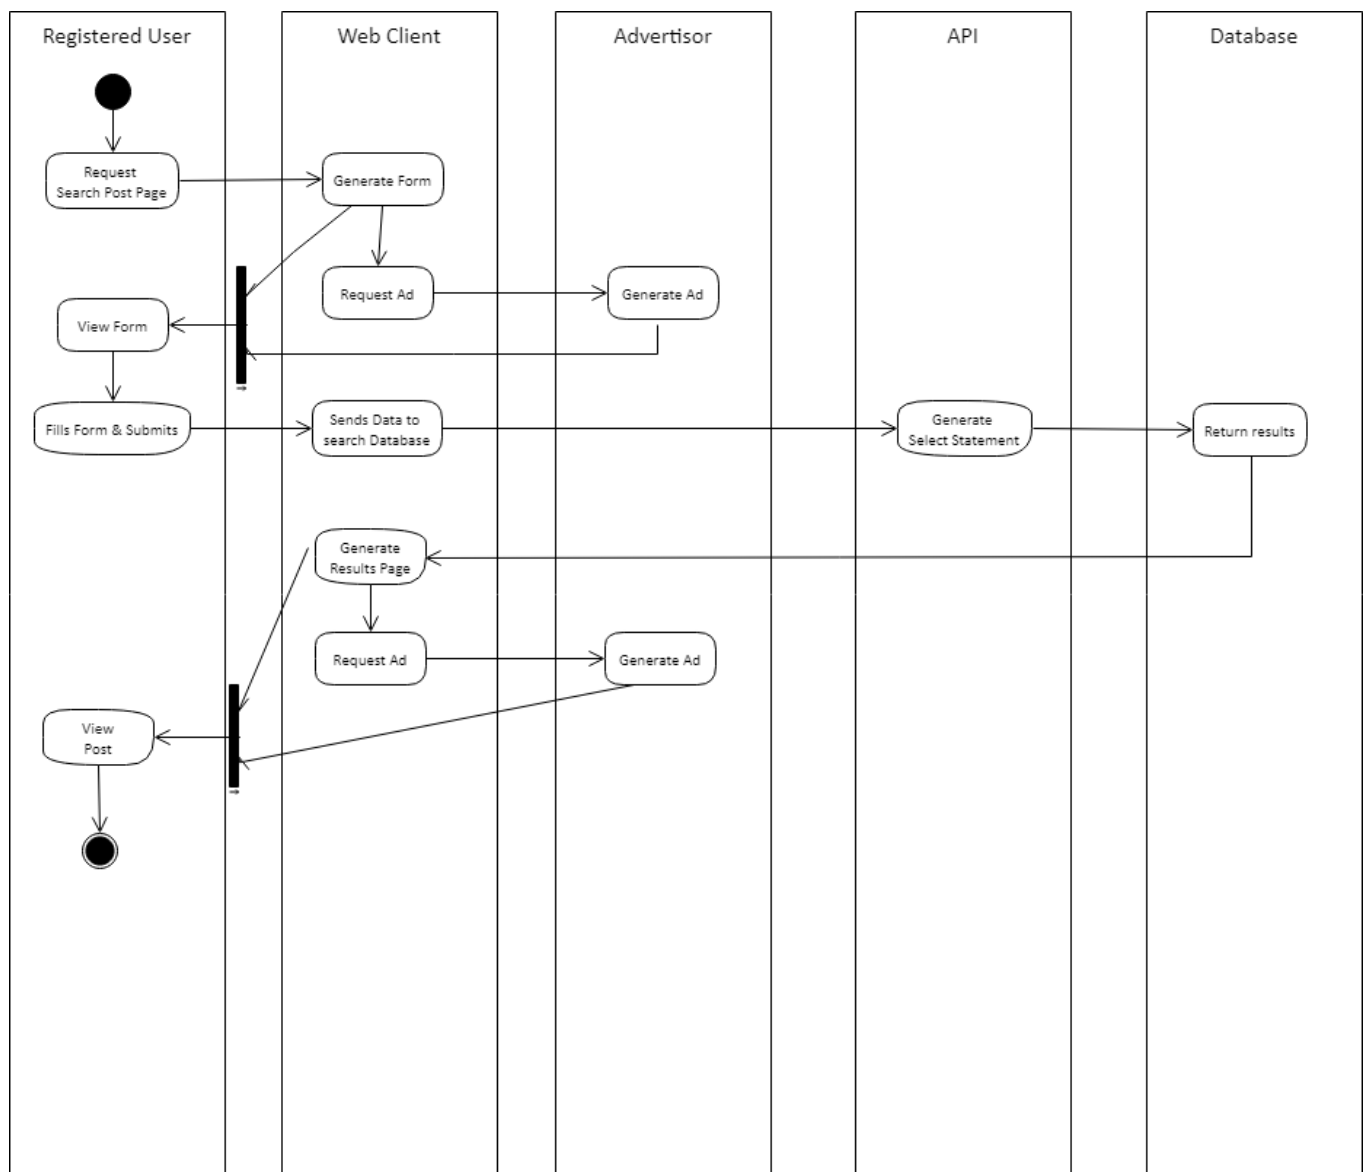 Registered User
Web Client
Advertisor
API
Database
Request
Search Post Page
Generate Form
Request Ad
Generate Ad
View Form
Fills Form & Submits
Sends Data to
search Database
Generate
Select Statement
Return results
Generate
Results Page
Request Ad
Generate Ad
View
Post